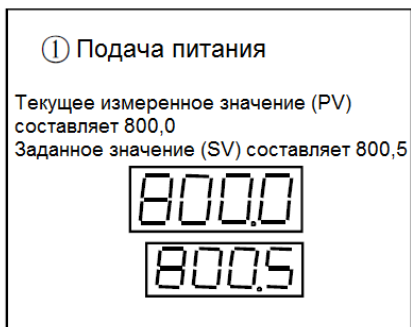 ① Подача питания
Текущее измеренное значение (PV)
составляет 800,0
Заданное значение (SV) составляет 800,5
800.0
800.5